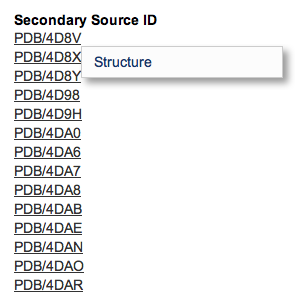 Secondary Source ID
PDB/4D8V
PDB/4D8X
Structure
PDB/4D8Y
PDB/4D98
PDB/4D9H
PDB/4DA0
PDB/4DA6
PDB/4DA7
PDB/4DA8
PDB/4DAB
PDB/4DAE
PDB/4DAN
PDB/4DAO
PDB/4DAR